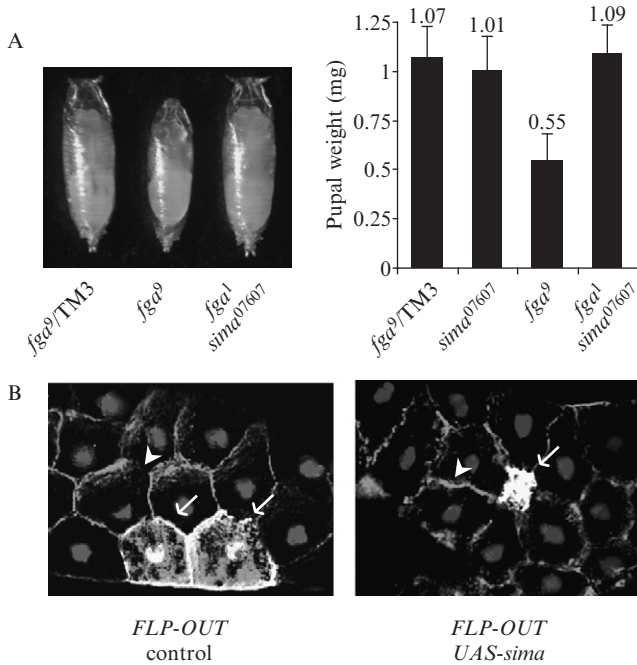 A
fga⁹/TM3
fga⁹
fga¹
sima⁰⁷⁶⁰⁷
Pupal weight (mg)
1.25
1
0.75
0.5
0.25
0
1.07
1.01
0.55
1.09
fga⁹/TM3
sima⁰⁷⁶⁰⁷
fga⁹
fga¹
sima⁰⁷⁶⁰⁷
B
FLP-OUT
control
FLP-OUT
UAS-sima